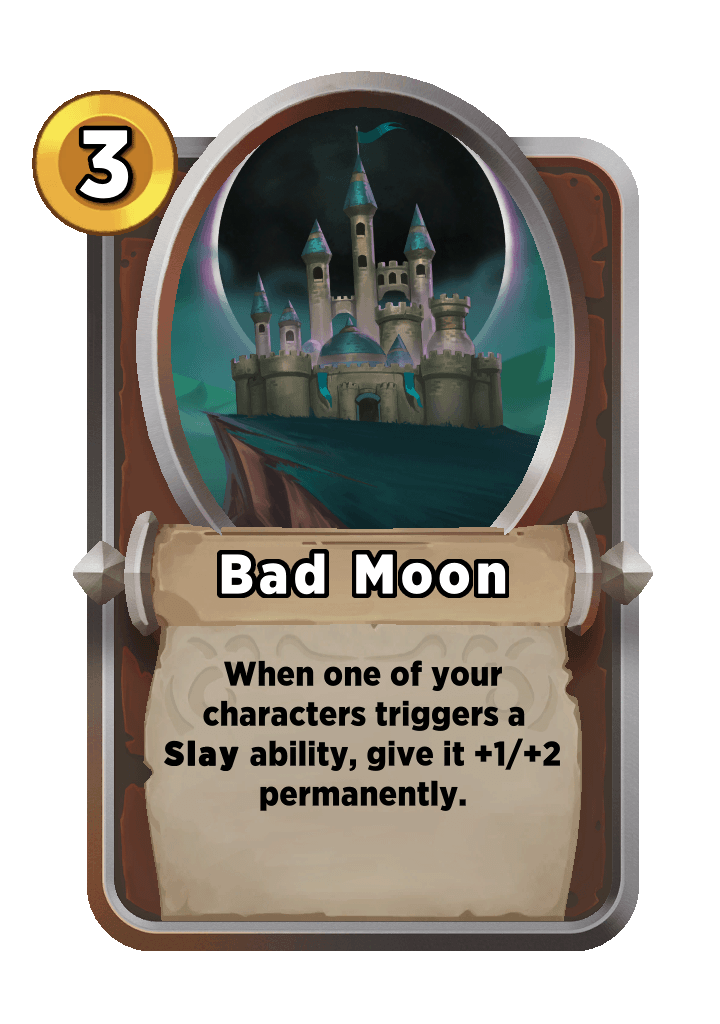 3
Bad Moon
When one of your
characters triggers a
Slay ability, give it +1/+2
permanently.